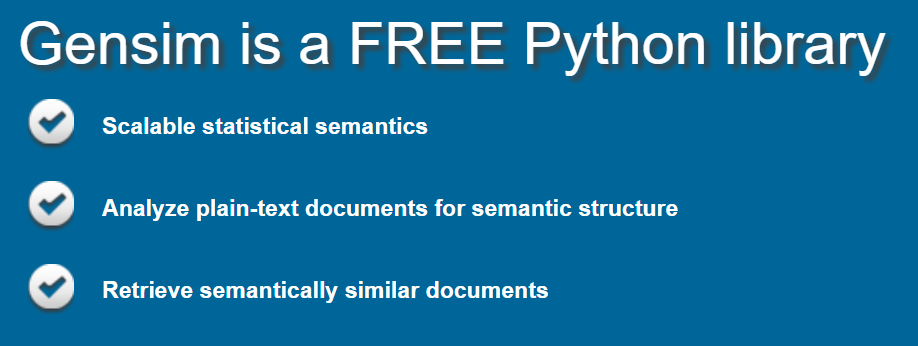 Gensim is a FREE Python library
Scalable statistical semantics
Analyze plain-text documents for semantic structure
Retrieve semantically similar documents